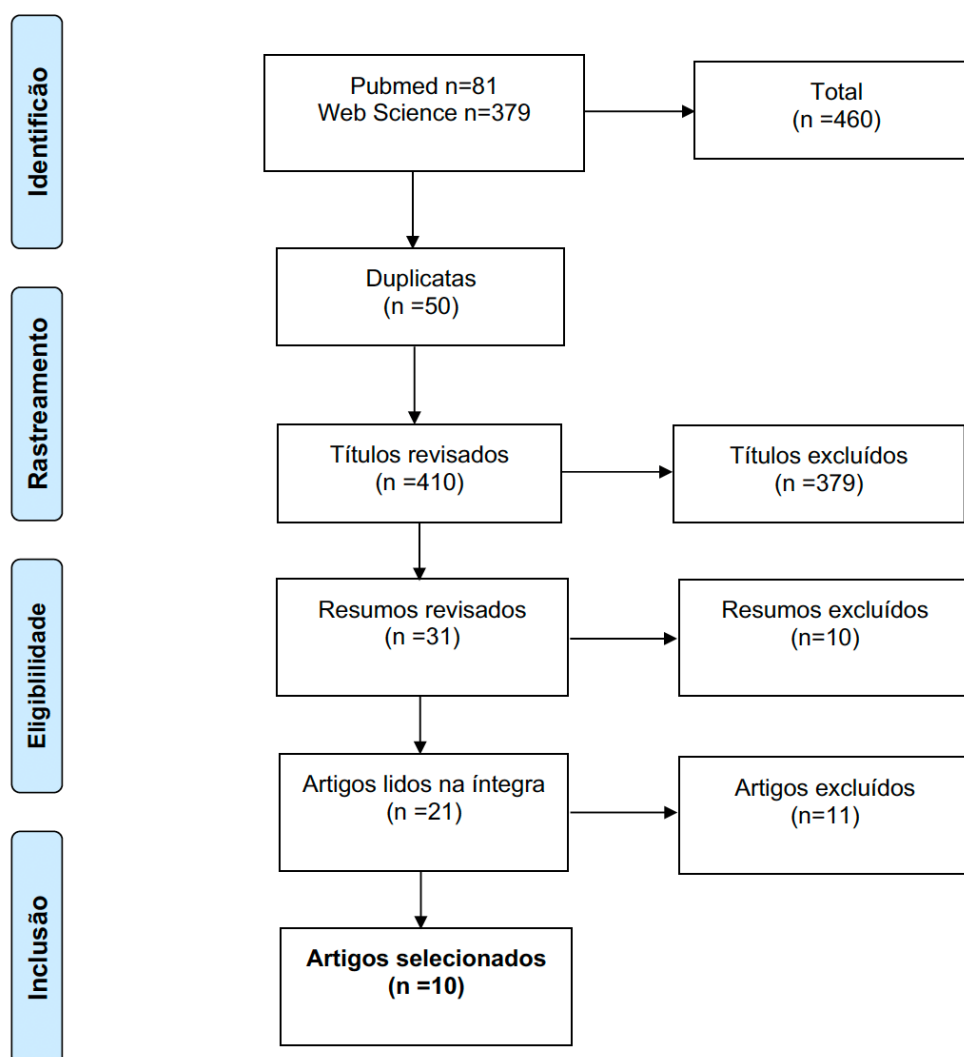 Identificão
Pubmed n=81
Web Science n=379
Total
(n =460)
Duplicatas
(n =50)
Rastreamento
Títulos revisados
(n =410)
Títulos excluídos
(n =379)
Eligiblilidade
Resumos revisados
(n =31)
Resumos excluídos
(n=10)
Artigos lidos na íntegra
(n =21)
Artigos excluídos
(n=11)
Inclusão
Artigos selecionados
(n =10)